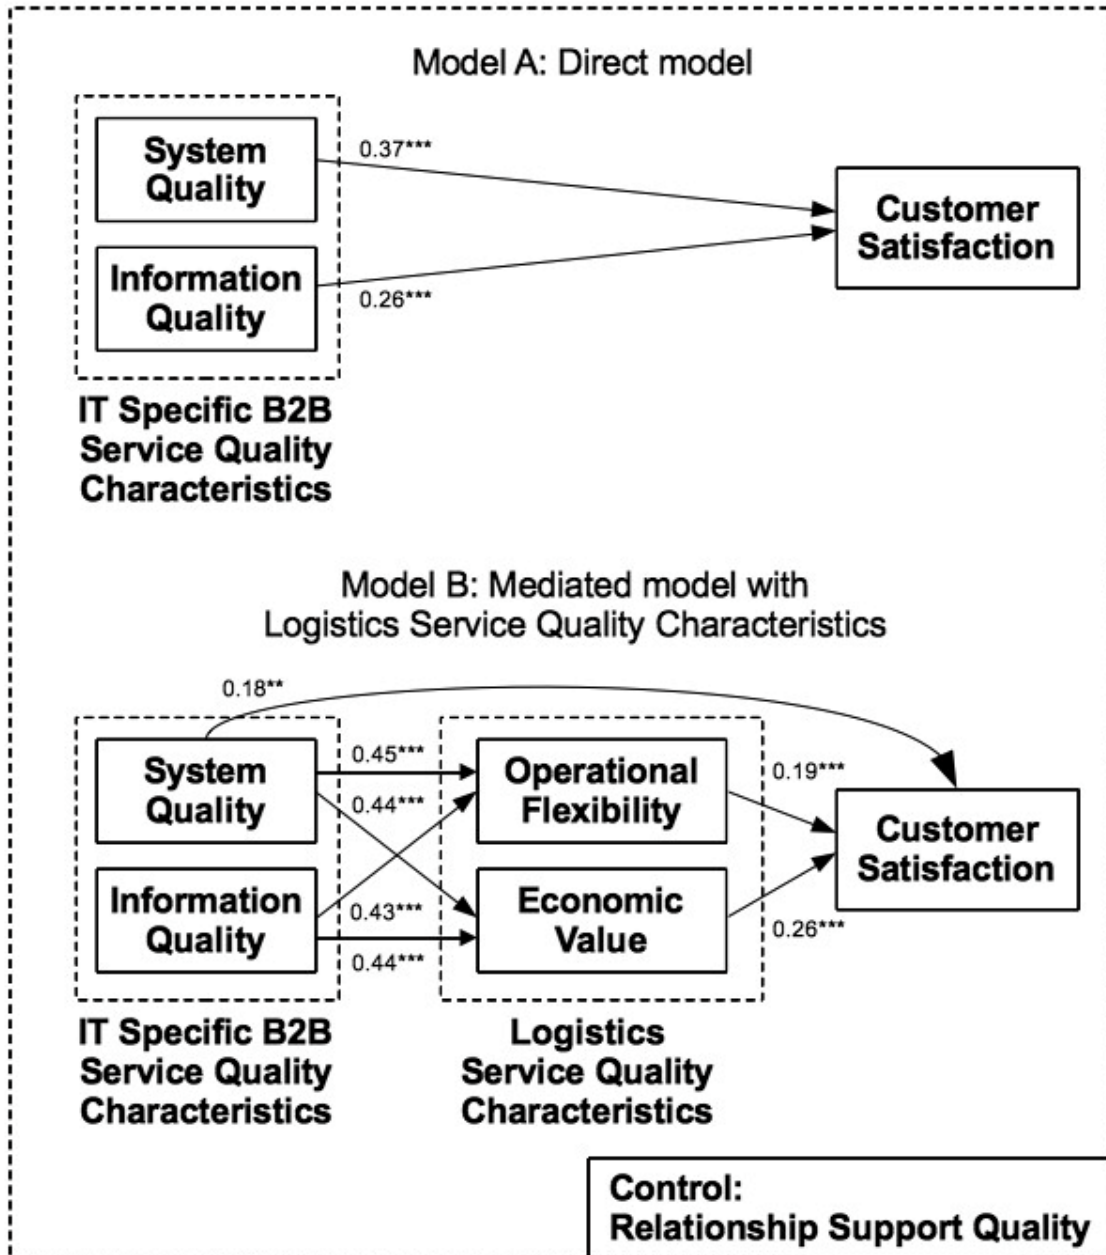 Model A: Direct model
System
Quality
0.37***
Customer
Satisfaction
Information
Quality
0.26***
IT Specific B2B
Service Quality
Characteristics
Model B: Mediated model with
Logistics Service Quality Characteristics
0.18**
System
Quality
0.45***
0.44***
Operational
Flexibility
0.19***
Customer
Satisfaction
Information
Quality
0.43***
0.44***
Economic
Value
0.26***
IT Specific B2B
Service Quality
Characteristics
Logistics
Service Quality
Characteristics
Control:
Relationship Support Quality